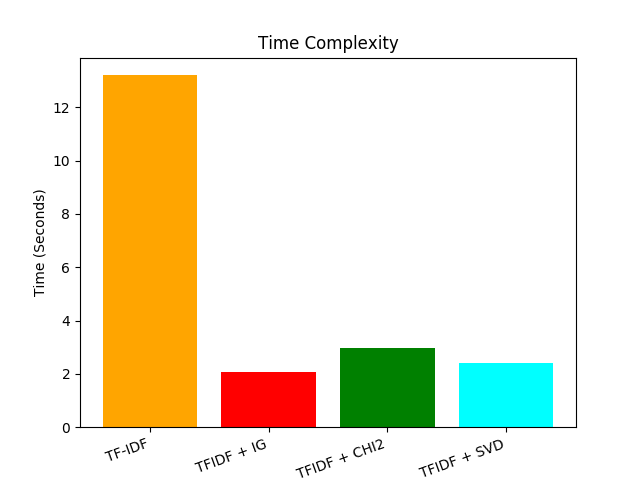 Time Complexity
Time (Seconds)
12
10
8
6
4
2
0
TF-IDF
TFIDF + IG
TFIDF + CHI2
TFIDF + SVD